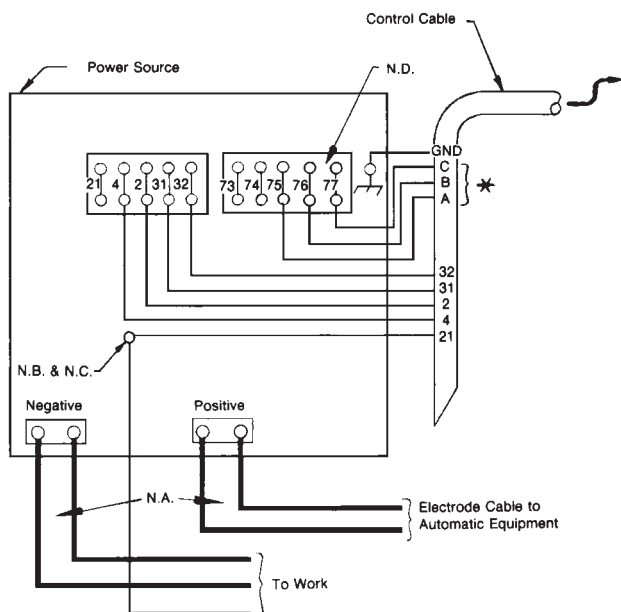 Control Cable
Power Source
N.D.
GND
C
B
A
*
21 4 2 31 32
73 74 75 76 77
32
31
2
4
21
N.B. & N.C.
Negative
Positive
N.A.
Electrode Cable to
Automatic Equipment
To Work